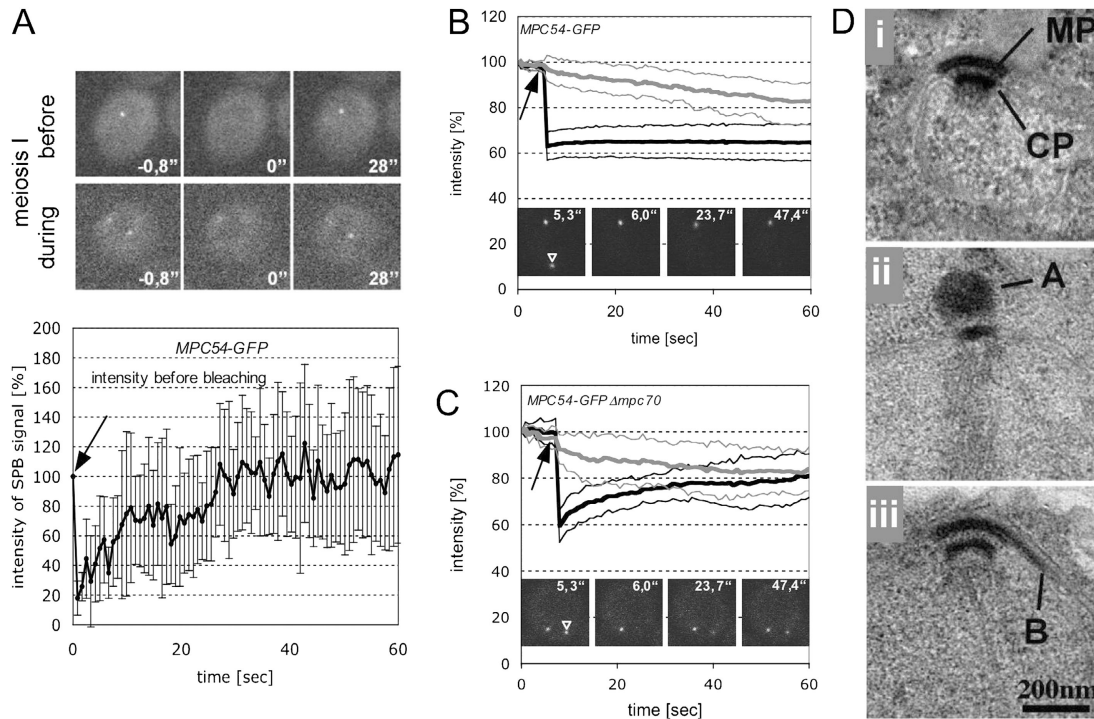 A
meiosis I
before
during
-0,8” 0” 28”
-0,8” 0” 28”
MPC54-GFP
intensity before bleaching
intensity of SPB signal [%]
200
180
160
140
120
100
80
60
40
20
0
0 20 40 60
time [sec]
B
MPC54-GFP
intensity [%]
120
100
80
60
40
20
0
5,3“ 6,0“ 23,7“ 47,4“
0 20 40 60
time [sec]
C
MPC54-GFP Δmpc70
intensity [%]
120
100
80
60
40
20
0
5,3“ 6,0“ 23,7“ 47,4“
0 20 40 60
time [sec]
D
i
MP
CP
ii
A
iii
B
200nm